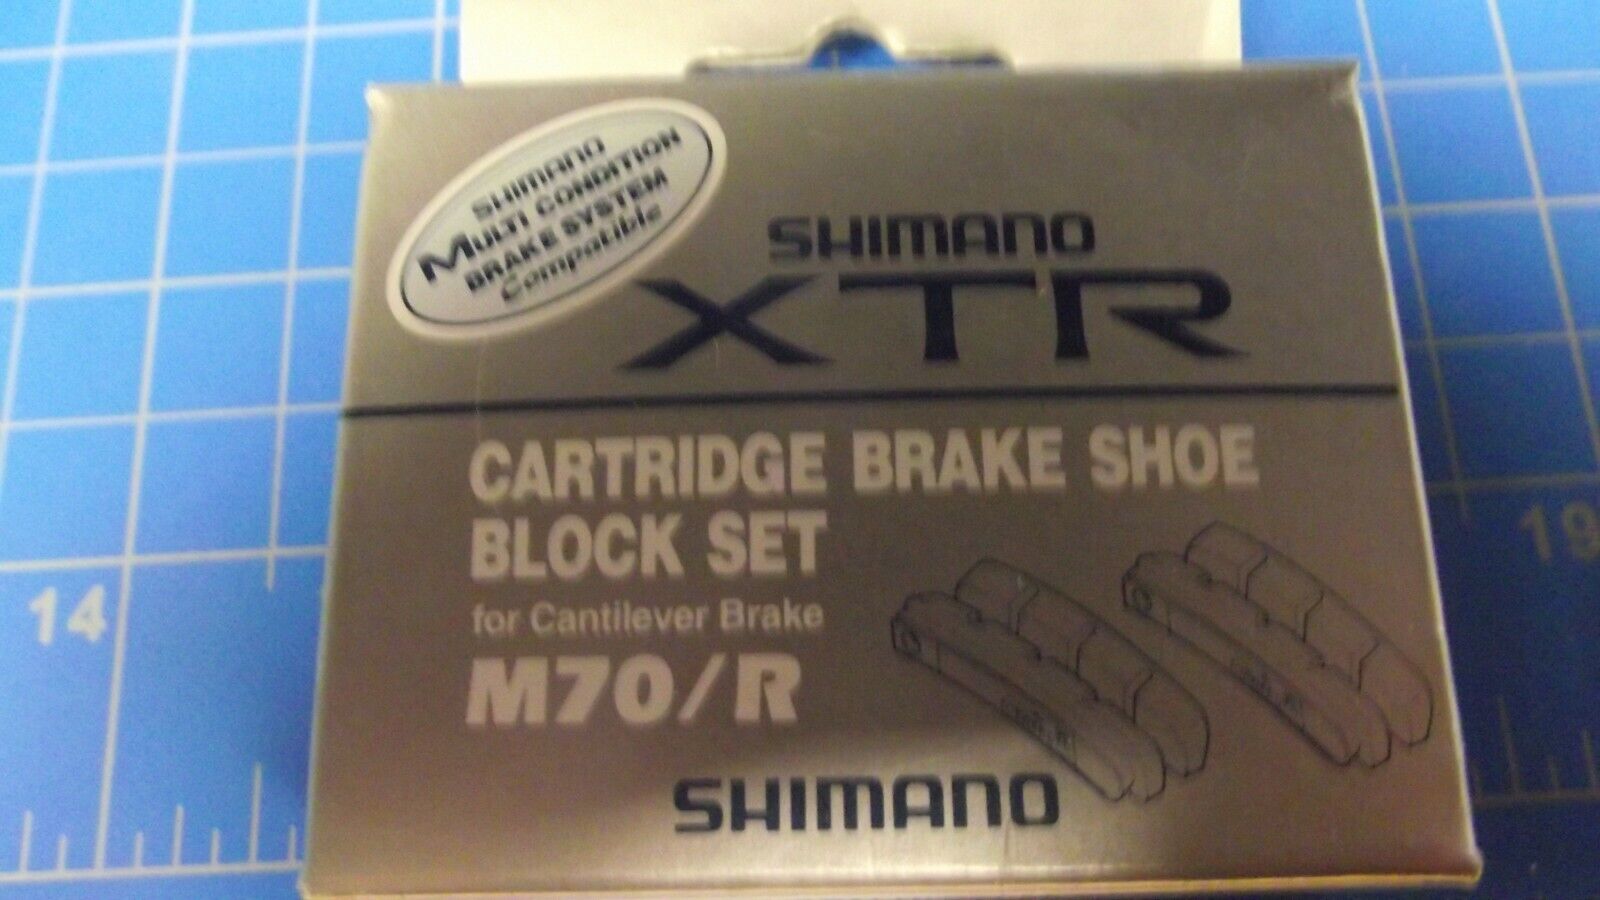 SHIMANO
MULTI CONDITION
BRAKE SYSTEM
Compatible
SHIMANO
XTR
CARTRIDGE BRAKE SHOE
BLOCK SET
for Cantilever Brake
M70/R
SHIMANO
14
19